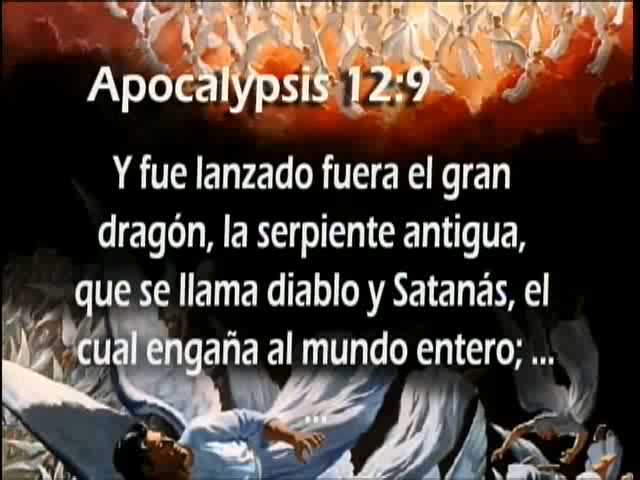 Apocalypsis 12:9
Y fue lanzado fuera el gran
dragón, la serpiente antigua,
que se llama diablo y Satanás, el
cual engaña al mundo entero; ...
...